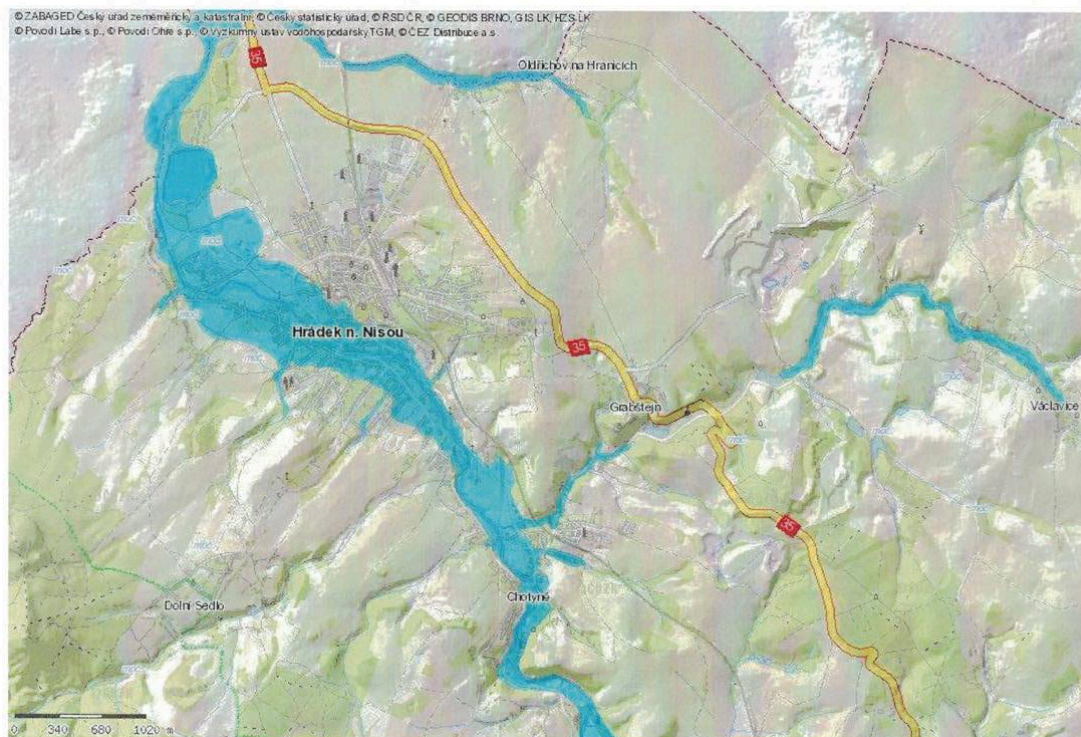 © ZABAGED Český úřad zeměměřický a katastrální, © Český statistický úřad, © RSD ČR, © GEODIS BRNO, GIS LK, HZS LK
© Povodí Labe s.p., © Povodí Ohře s.p., © Výzkumný ústav vodohospodářský TGM, © ČEZ Distribuce a.s.
35
Oldřichov na Hranicích
Hrádek n. Nisou
35
Grabštejn
Václavice
35
Chotyně
Dolní Sedlo
0 340 680 1020 m